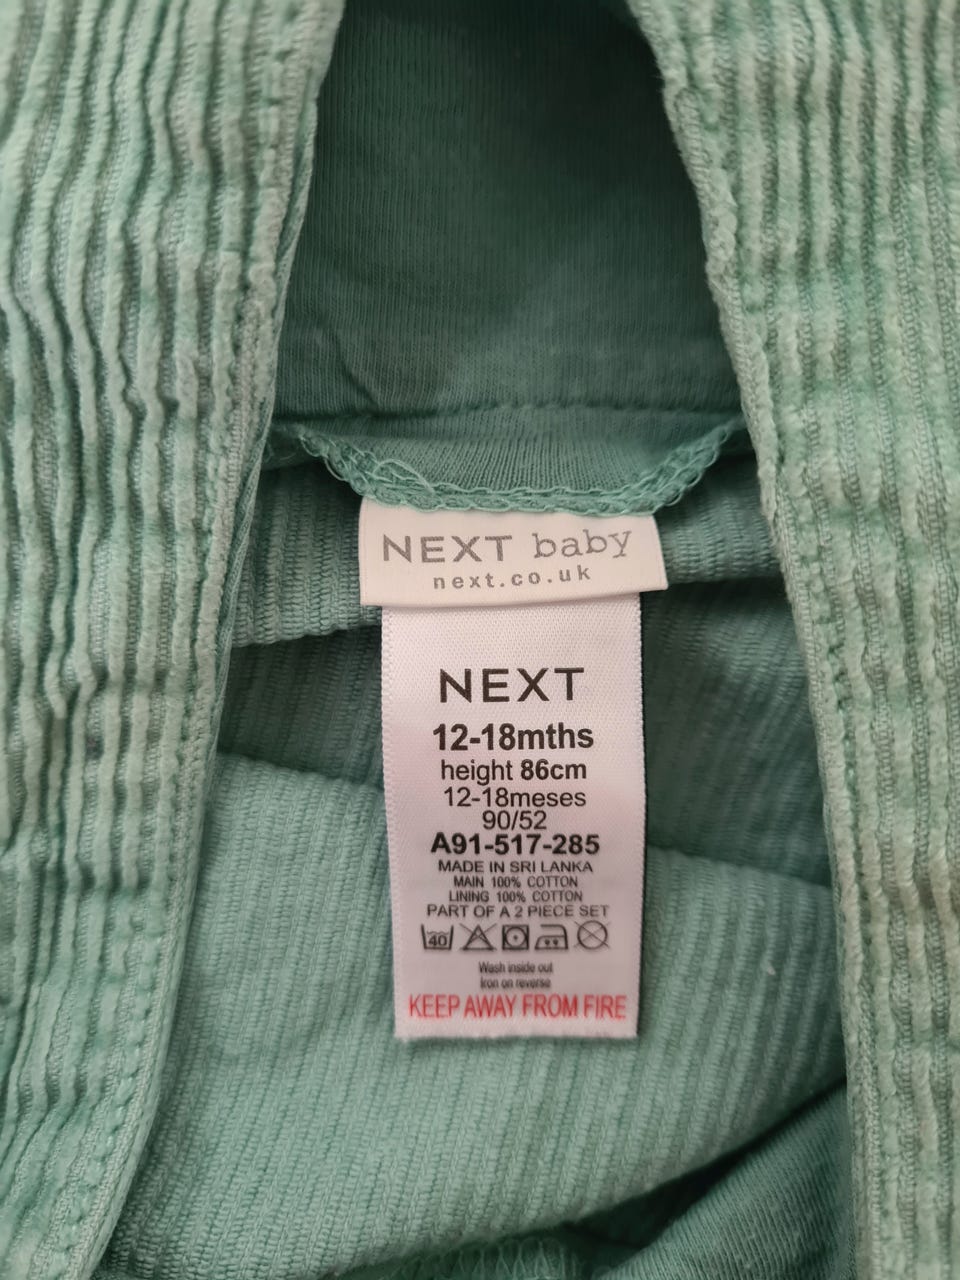 NEXT baby
next.co.uk
NEXT
12-18mths
height 86cm
12-18meses
90/52
A91-517-285
MADE IN SRI LANKA
MAIN 100% COTTON
LINING 100% COTTON
PART OF A 2 PIECE SET
40
Wash inside out
Iron on reverse
KEEP AWAY FROM FIRE